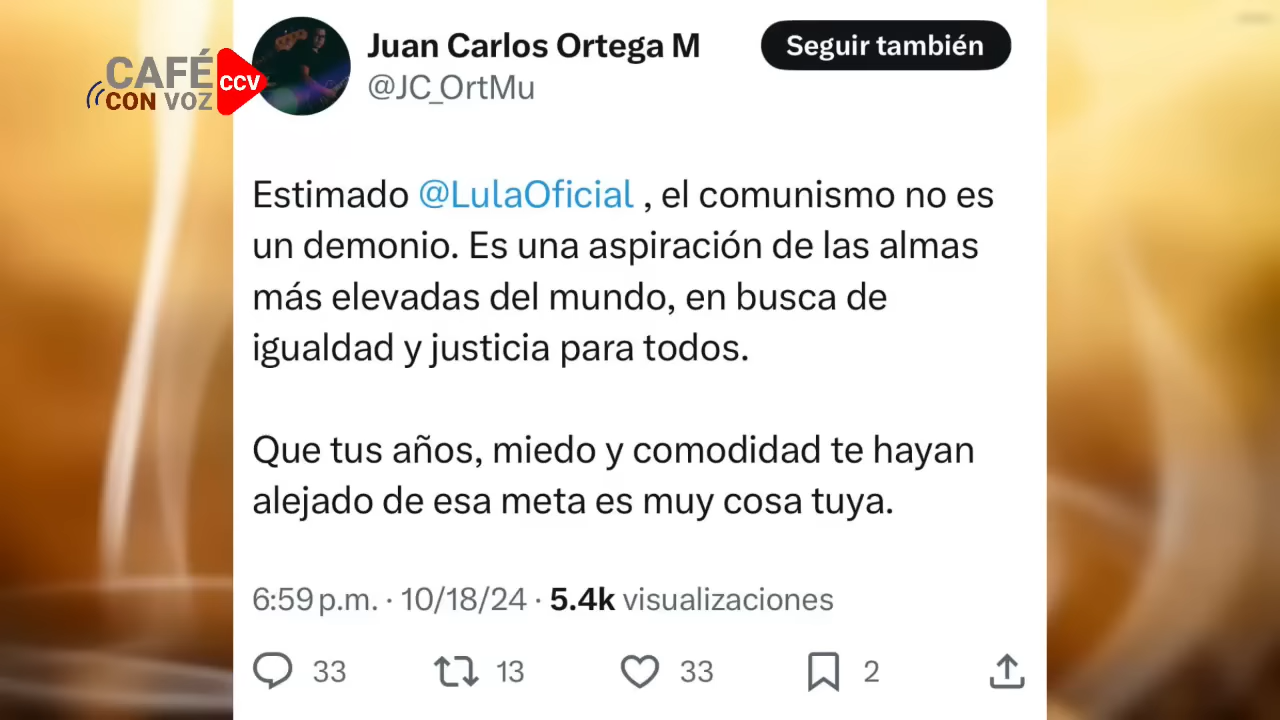 CAFÉ
CON VOZ
CCV
Juan Carlos Ortega M
@JC_OrtMu
Seguir también
Estimado @LulaOficial , el comunismo no es
un demonio. Es una aspiración de las almas
más elevadas del mundo, en busca de
igualdad y justicia para todos.
Que tus años, miedo y comodidad te hayan
alejado de esa meta es muy cosa tuya.
6:59 p.m. · 10/18/24 · 5.4k visualizaciones
33 13 33 2